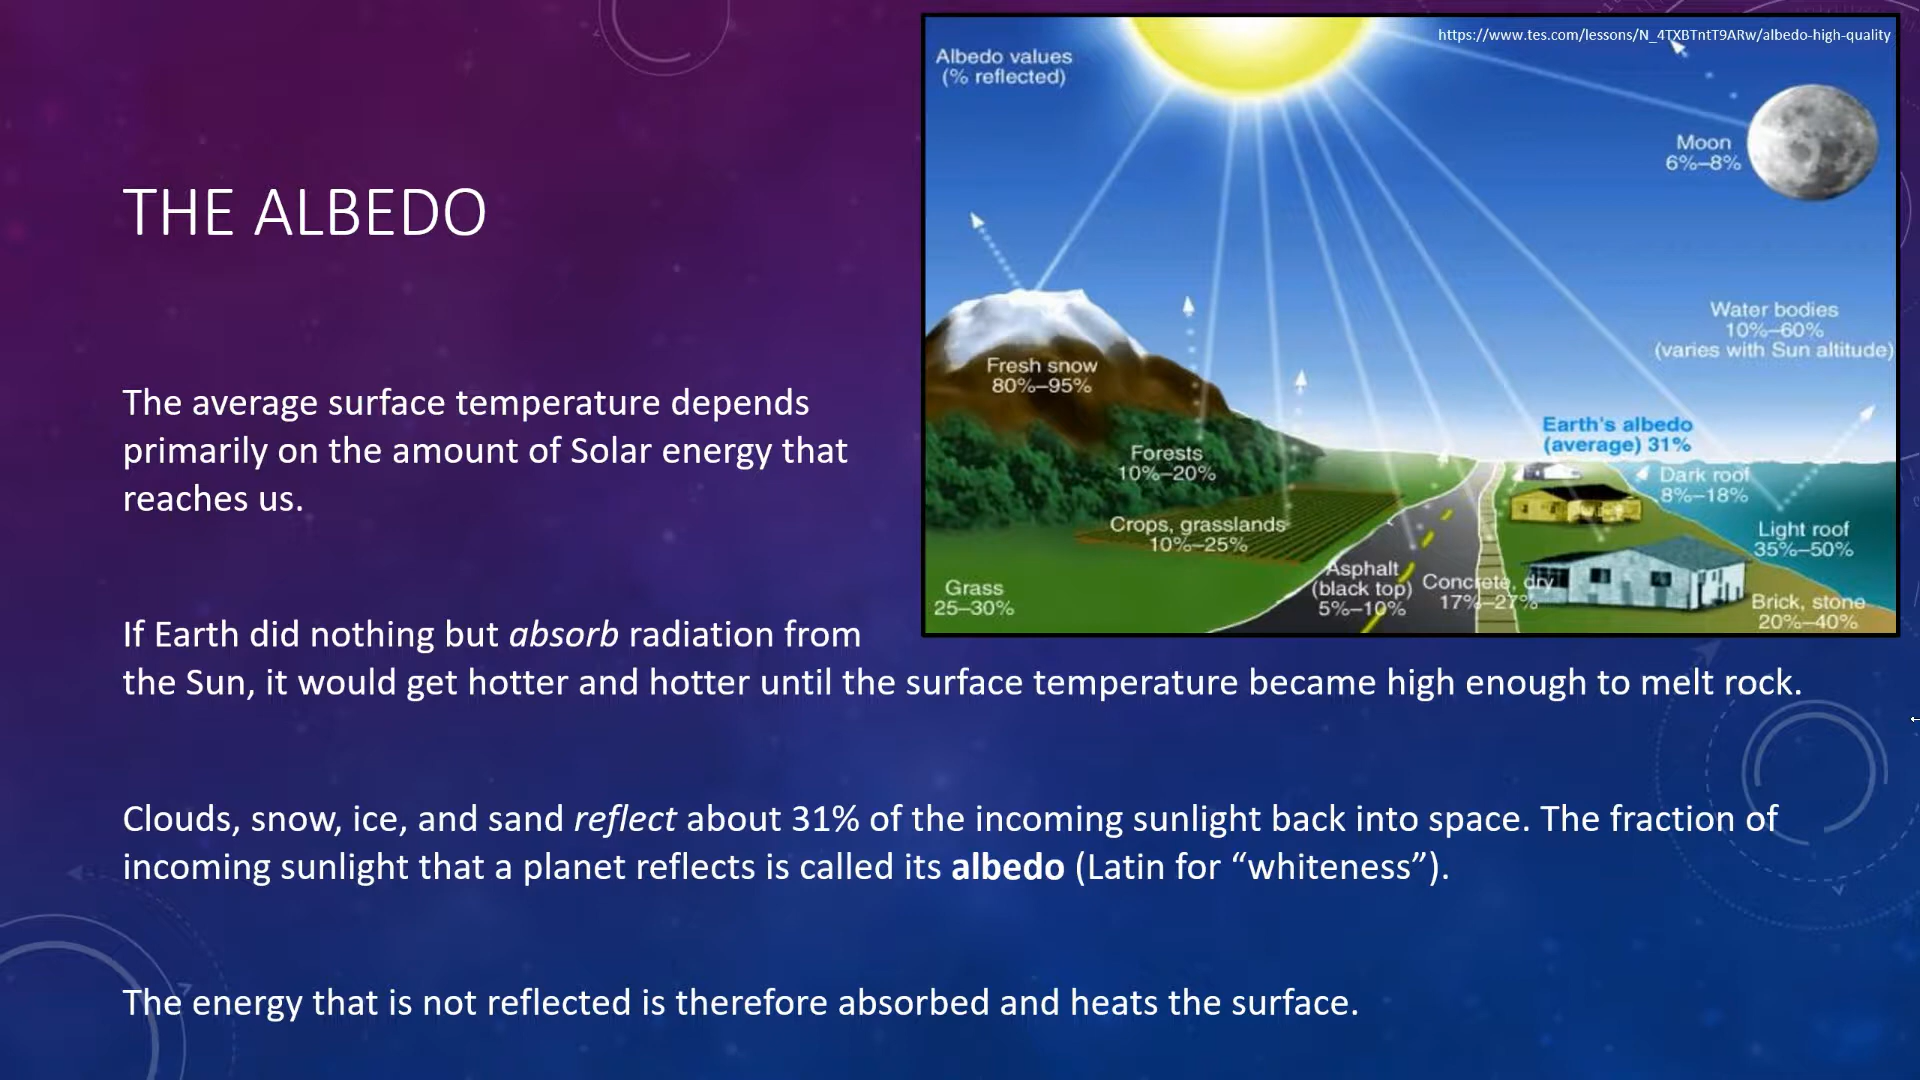 THE ALBEDO
The average surface temperature depends
primarily on the amount of Solar energy that
reaches us.
If Earth did nothing but absorb radiation from
the Sun, it would get hotter and hotter until the surface temperature became high enough to melt rock.
Clouds, snow, ice, and sand reflect about 31% of the incoming sunlight back into space. The fraction of
incoming sunlight that a planet reflects is called its albedo (Latin for “whiteness”).
The energy that is not reflected is therefore absorbed and heats the surface.
https://www.tes.com/lessons/N_4TXBTntT9ARw/albedo-high-quality
Albedo values
(% reflected)
Moon
6%–8%
Water bodies
10%–60%
(varies with Sun altitude)
Fresh snow
80%–95%
Earth's albedo
(average) 31%
Forests
10%–20%
Dark roof
8%–18%
Crops, grasslands
10%–25%
Light roof
35%–50%
Asphalt
(black top)
5%–10%
Concrete, dry
17%–27%
Grass
25–30%
Brick, stone
20%–40%